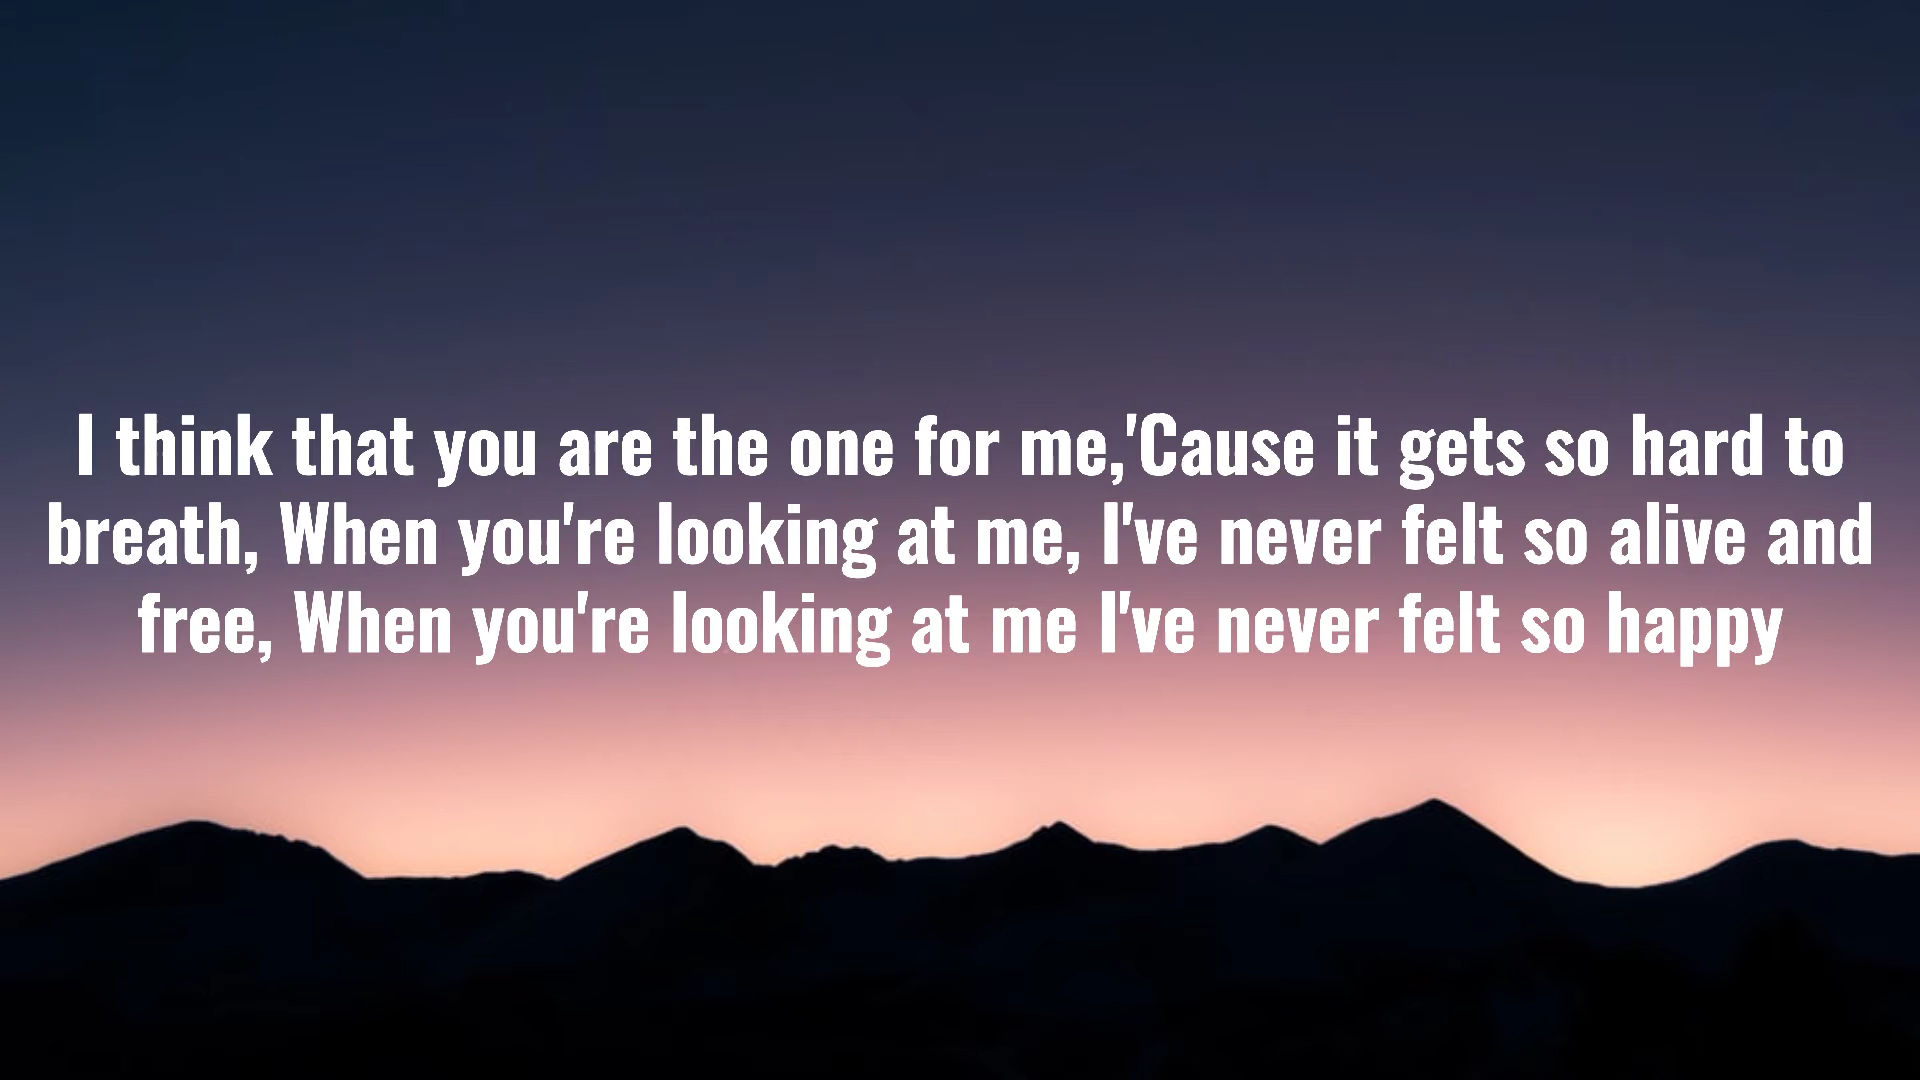 I think that you are the one for me,'Cause it gets so hard to
breath, When you're looking at me, I've never felt so alive and
free, When you're looking at me I've never felt so happy